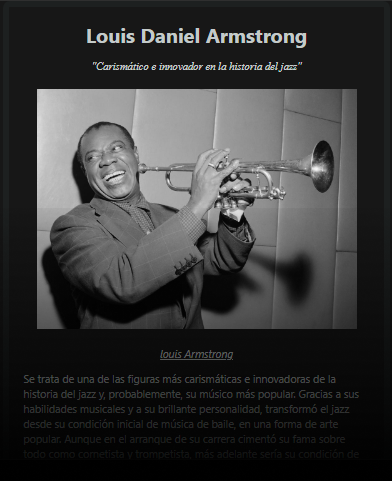 Louis Daniel Armstrong
"Carismático e innovador en la historia del jazz"
louis Armstrong
Se trata de una de las figuras más carismáticas e innovadoras de la
historia del jazz y, probablemente, su músico más popular. Gracias a sus
habilidades musicales y a su brillante personalidad, transformó el jazz
desde su condición inicial de música de baile, en una forma de arte
popular. Aunque en el arranque de su carrera cimentó su fama sobre
todo como cornetista y trompetista, más adelante sería su condición de